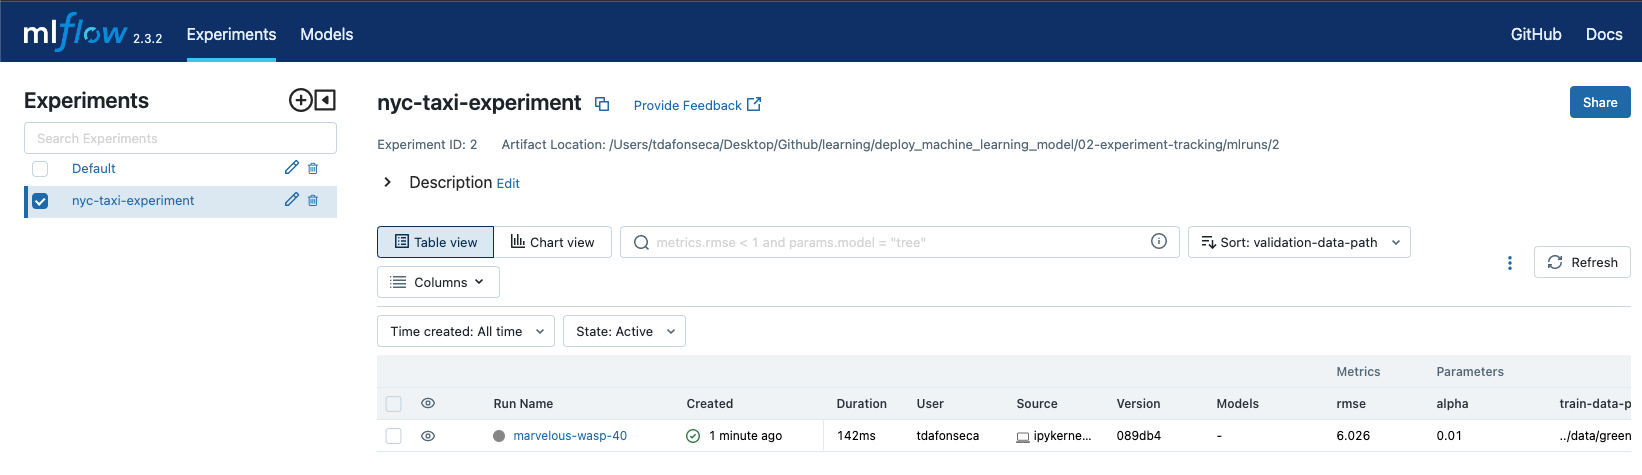 mlflow 2.3.2 Experiments Models GitHub Docs
Experiments
Search Experiments
Default
nyc-taxi-experiment
nyc-taxi-experiment Provide Feedback Share
Experiment ID: 2 Artifact Location: /Users/tdafonseca/Desktop/Github/learning/deploy_machine_learning_model/02-experiment-tracking/mlruns/2
Description Edit
Table view Chart view metrics.rmse < 1 and params.model = "tree" Sort: validation-data-path
Refresh
Columns
Time created: All time State: Active
Metrics Parameters
Run Name Created Duration User Source Version Models rmse alpha train-data-p
marvelous-wasp-40 1 minute ago 142ms tdafonseca ipykerne... 089db4 - 6.026 0.01 ../data/green